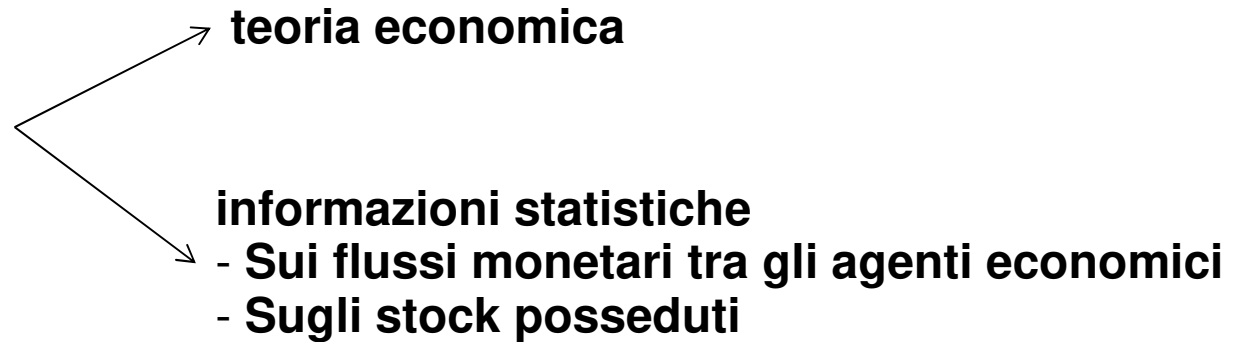 teoria economica
informazioni statistiche
- Sui flussi monetari tra gli agenti economici
- Sugli stock posseduti